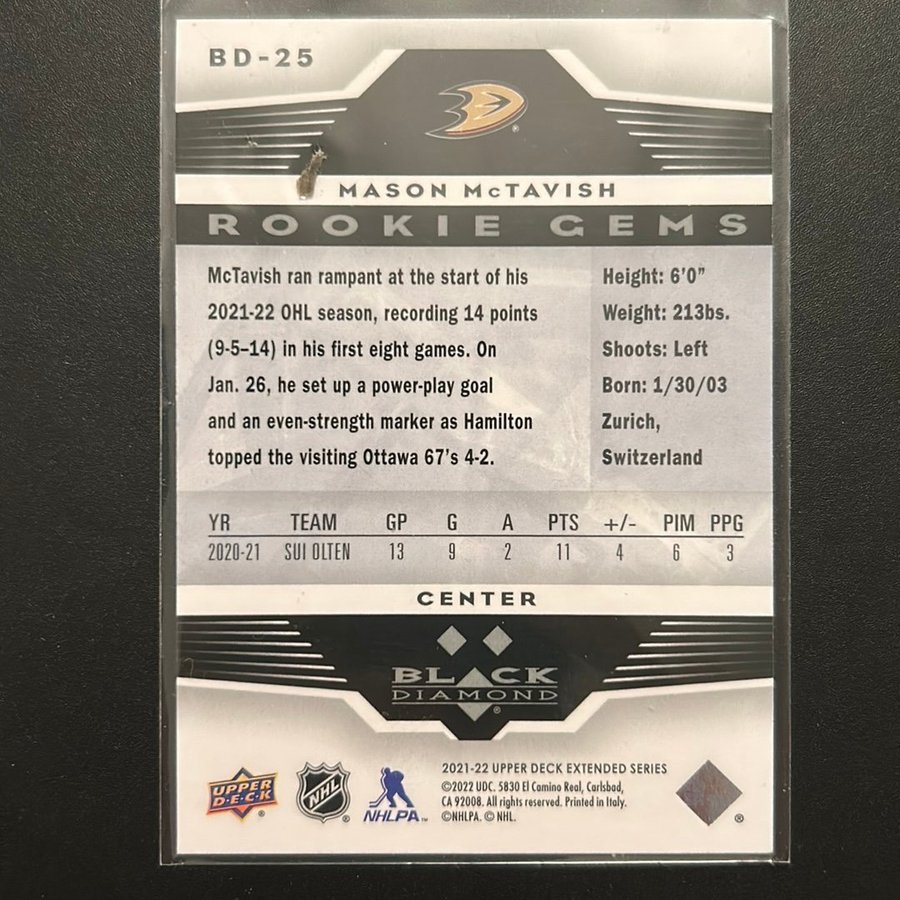 BD-25
MASON McTAVISH
ROOKIE GEMS
McTavish ran rampant at the start of his
2021-22 OHL season, recording 14 points
(9-5–14) in his first eight games. On
Jan. 26, he set up a power-play goal
and an even-strength marker as Hamilton
topped the visiting Ottawa 67's 4-2.
Height: 6'0"
Weight: 213bs.
Shoots: Left
Born: 1/30/03
Zurich,
Switzerland
YR TEAM GP G A PTS +/- PIM PPG
2020-21 SUI OLTEN 13 9 2 11 4 6 3
CENTER
BLACK
DIAMOND
®
UPPER
D·E·C·K
®
NHL
®
NHLPA™
2021-22 UPPER DECK EXTENDED SERIES
©2022 UDC. 5830 El Camino Real, Carlsbad,
CA 92008. All rights reserved. Printed in Italy.
©NHLPA. © NHL.
®